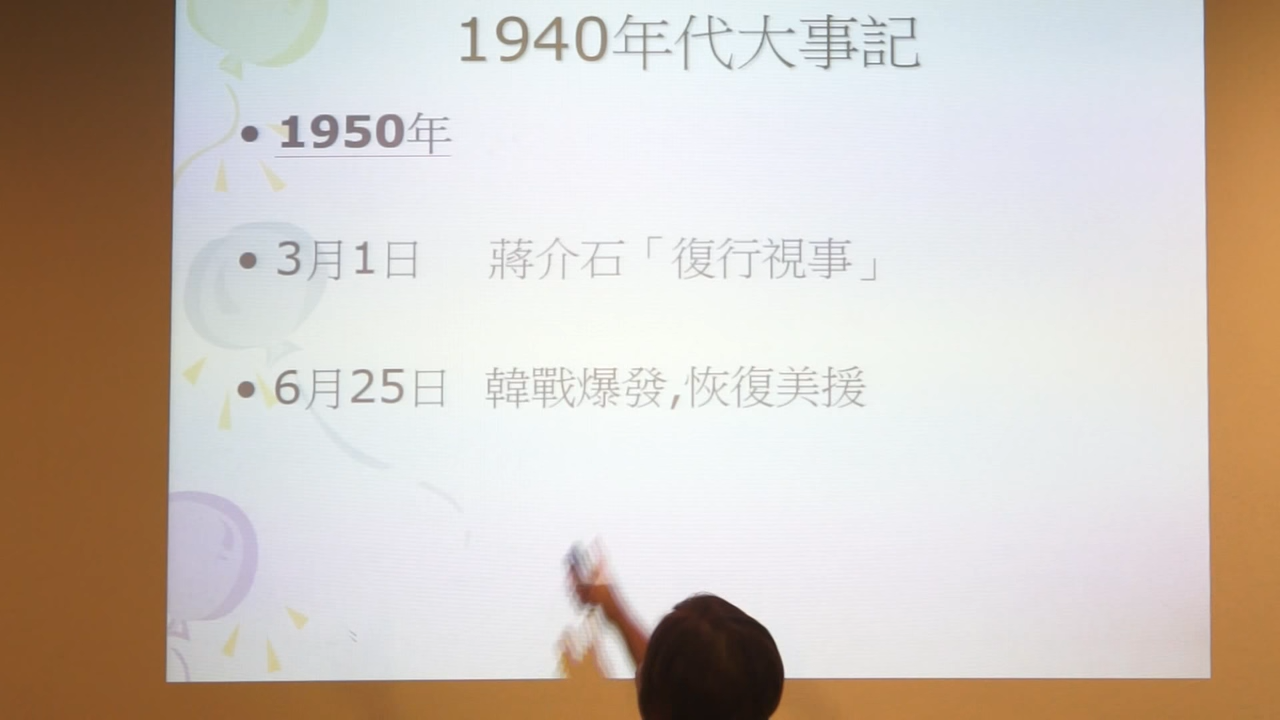 1940年代大事記
• 1950年
• 3月1日 蔣介石「復行視事」
• 6月25日 韓戰爆發,恢復美援